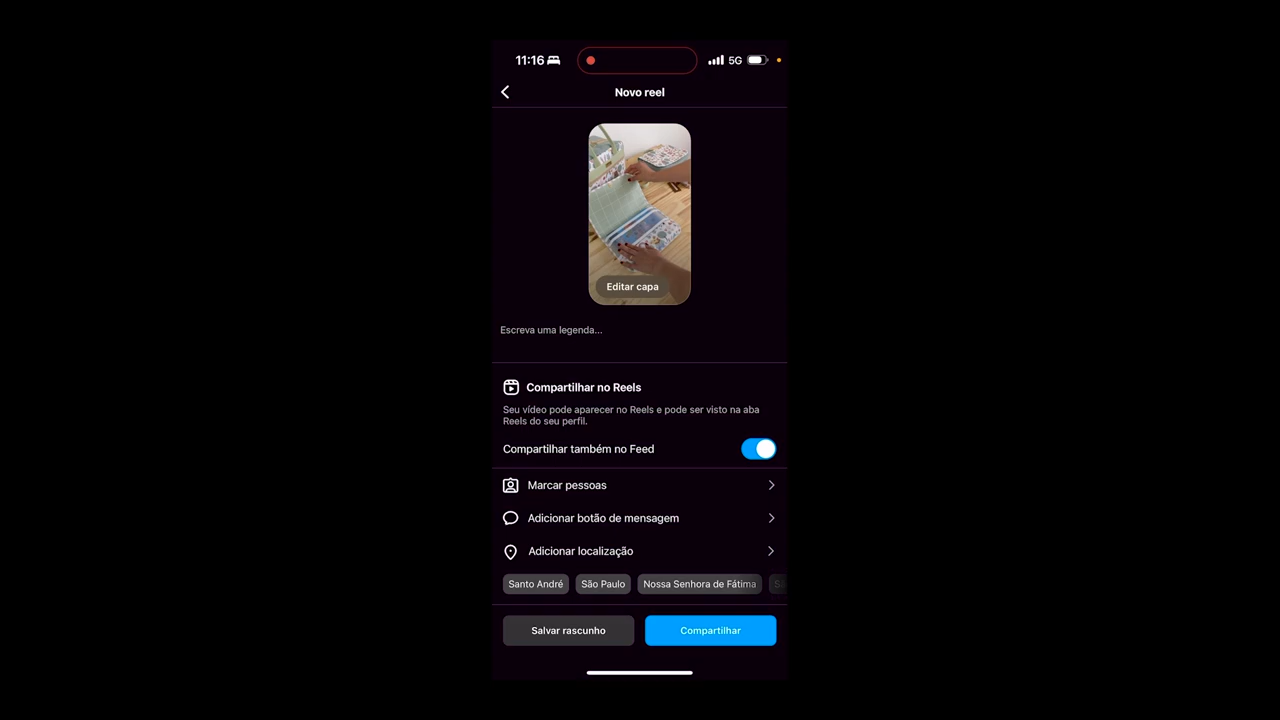 11:16
5G
Novo reel
Editar capa
Escreva uma legenda...
Compartilhar no Reels
Seu vídeo pode aparecer no Reels e pode ser visto na aba
Reels do seu perfil.
Compartilhar também no Feed
Marcar pessoas
Adicionar botão de mensagem
Adicionar localização
Santo André São Paulo Nossa Senhora de Fátima
Salvar rascunho Compartilhar